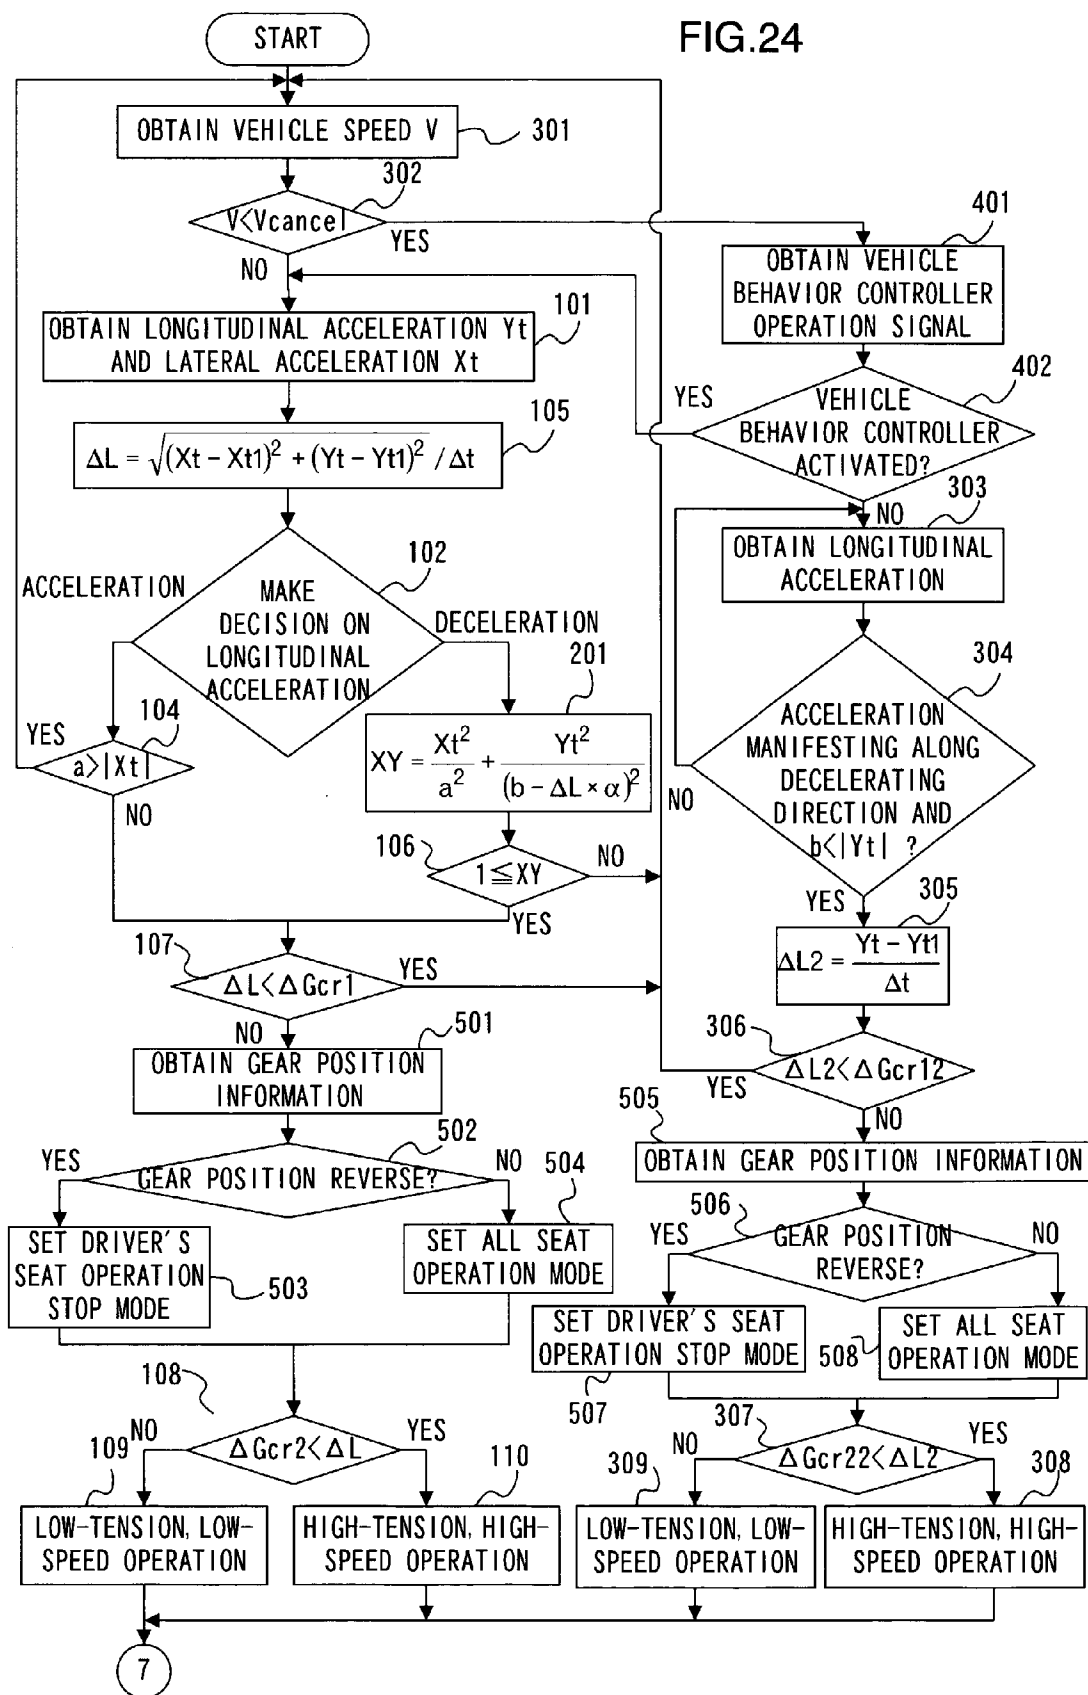 FIG.24
START
OBTAIN VEHICLE SPEED V
301
302
V<Vcancel
YES
NO
401
OBTAIN VEHICLE
BEHAVIOR CONTROLLER
OPERATION SIGNAL
101
OBTAIN LONGITUDINAL ACCELERATION Yt
AND LATERAL ACCELERATION Xt
402
YES
VEHICLE
BEHAVIOR CONTROLLER
ACTIVATED?
NO
105
ΔL = √(Xt − Xt1)² + (Yt − Yt1)² / Δt
303
OBTAIN LONGITUDINAL
ACCELERATION
102
ACCELERATION
MAKE
DECISION ON
LONGITUDINAL
ACCELERATION
DECELERATION
304
ACCELERATION
MANIFESTING ALONG
DECELERATING
DIRECTION AND
b<|Yt| ?
NO
YES
201
XY = Xt²/a² + Yt²/(b − ΔL × α)²
104
YES
a>|Xt|
NO
106
1≦XY
NO
YES
305
ΔL2 = (Yt − Yt1)/Δt
107
ΔL<ΔGcr1
YES
NO
306
ΔL2<ΔGcr12
YES
NO
501
OBTAIN GEAR POSITION
INFORMATION
505
OBTAIN GEAR POSITION INFORMATION
502
YES
GEAR POSITION REVERSE?
NO
506
YES
GEAR POSITION
REVERSE?
NO
SET DRIVER'S
SEAT OPERATION
STOP MODE
503
504
SET ALL SEAT
OPERATION MODE
SET DRIVER'S SEAT
OPERATION STOP MODE
507
508
SET ALL SEAT
OPERATION MODE
108
NO
ΔGcr2<ΔL
YES
307
NO
ΔGcr22<ΔL2
YES
109
LOW-TENSION, LOW-
SPEED OPERATION
110
HIGH-TENSION, HIGH-
SPEED OPERATION
309
LOW-TENSION, LOW-
SPEED OPERATION
308
HIGH-TENSION, HIGH-
SPEED OPERATION
7